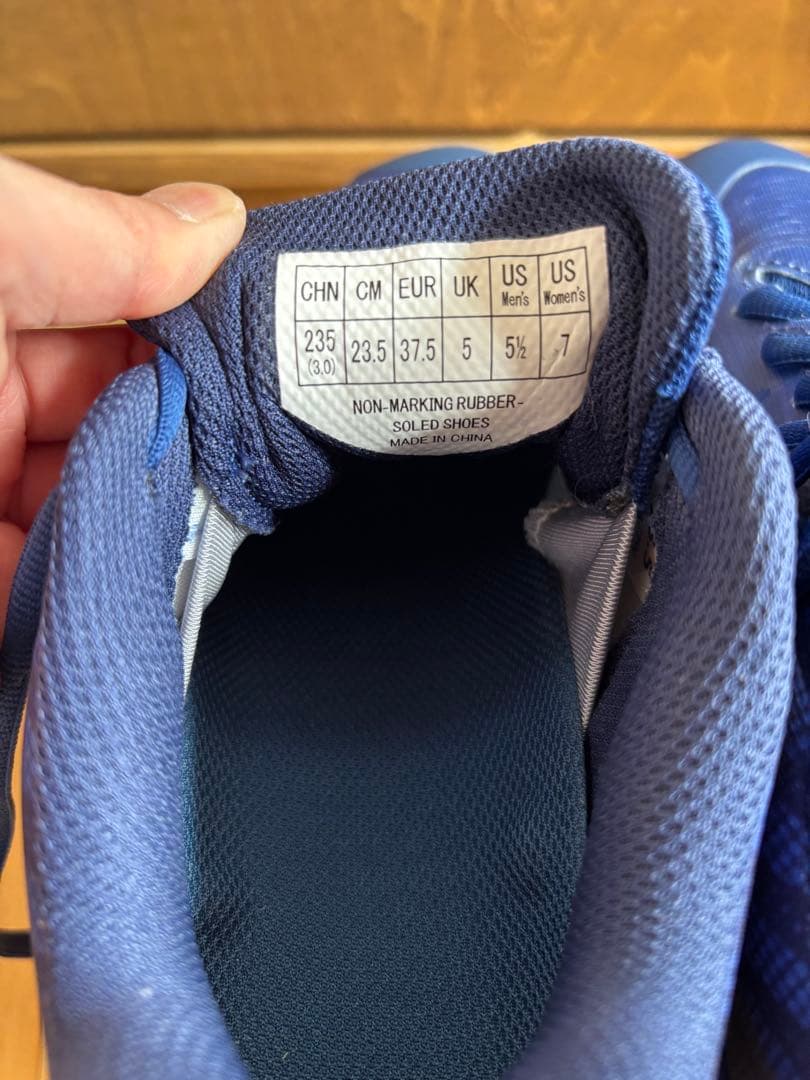 CHN CM EUR UK US Men's US Women's
235 (3,0) 23.5 37.5 5 5½ 7
NON-MARKING RUBBER-
SOLED SHOES
MADE IN CHINA